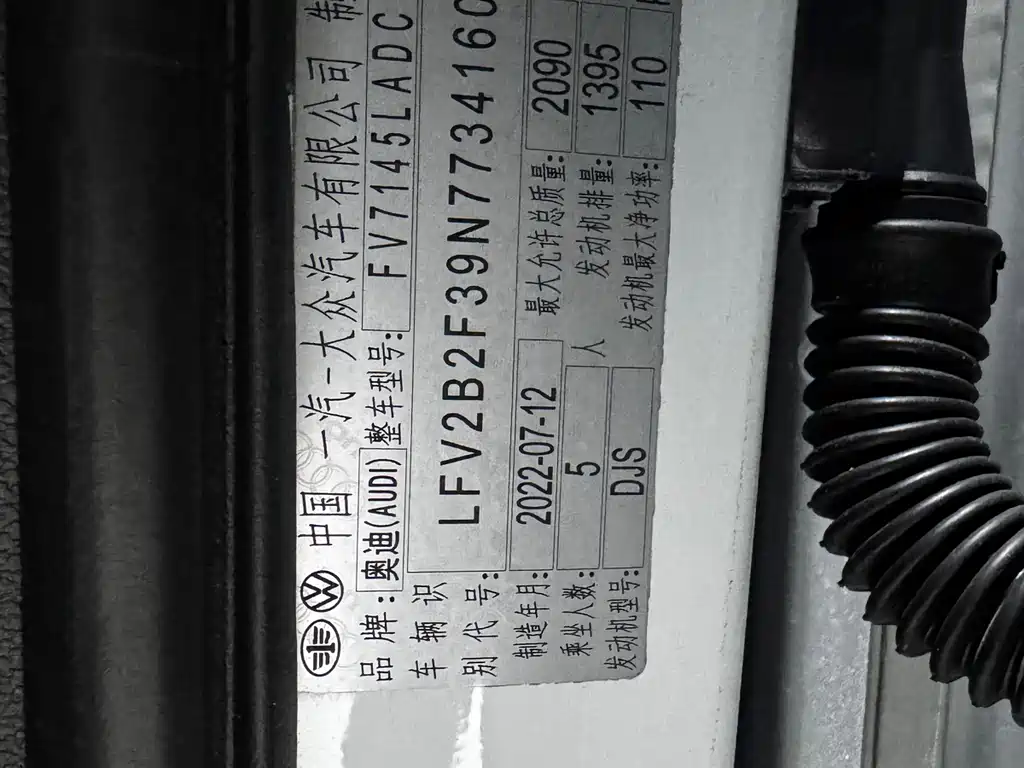 中国 一汽-大众汽车有限公司 制
品牌: 奥迪(AUDI) 整车型号: FV7145LADC
车辆识别代号: LFV2B2F39N7734160
制造年月: 2022-07-12 最大允许总质量: 2090
乘坐人数: 5 人 发动机排量: 1395
发动机型号: DJS 发动机最大净功率: 110